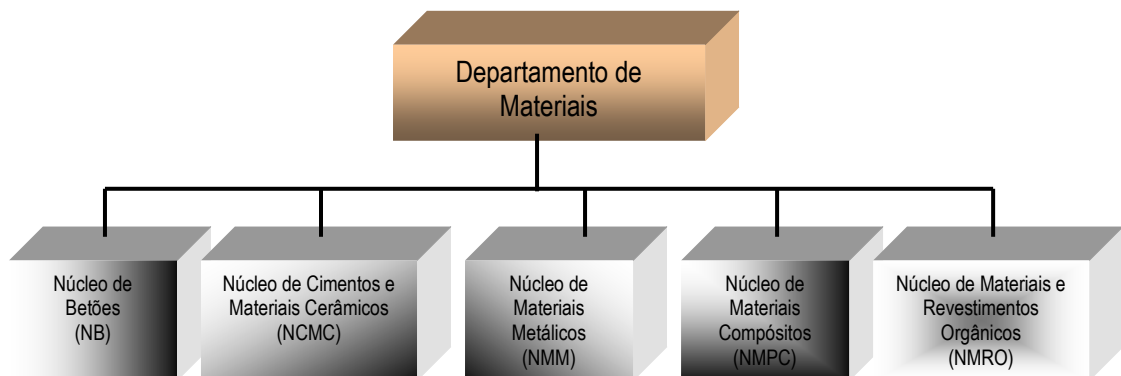 Departamento de
Materiais
Núcleo de
Betões
(NB)
Núcleo de Cimentos e
Materiais Cerâmicos
(NCMC)
Núcleo de
Materiais
Metálicos
(NMM)
Núcleo de
Materiais
Compósitos
(NMPC)
Núcleo de Materiais e
Revestimentos
Orgânicos
(NMRO)